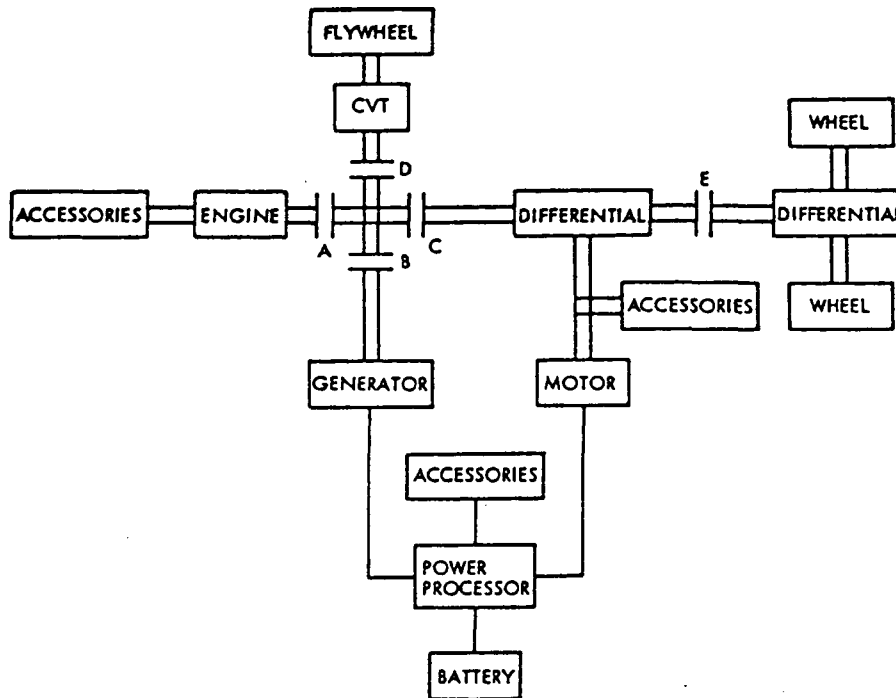 FLYWHEEL
CVT
WHEEL
D
E
ACCESSORIES
ENGINE
DIFFERENTIAL
DIFFERENTIAL
A
C
B
ACCESSORIES
WHEEL
GENERATOR
MOTOR
ACCESSORIES
POWER
PROCESSOR
BATTERY